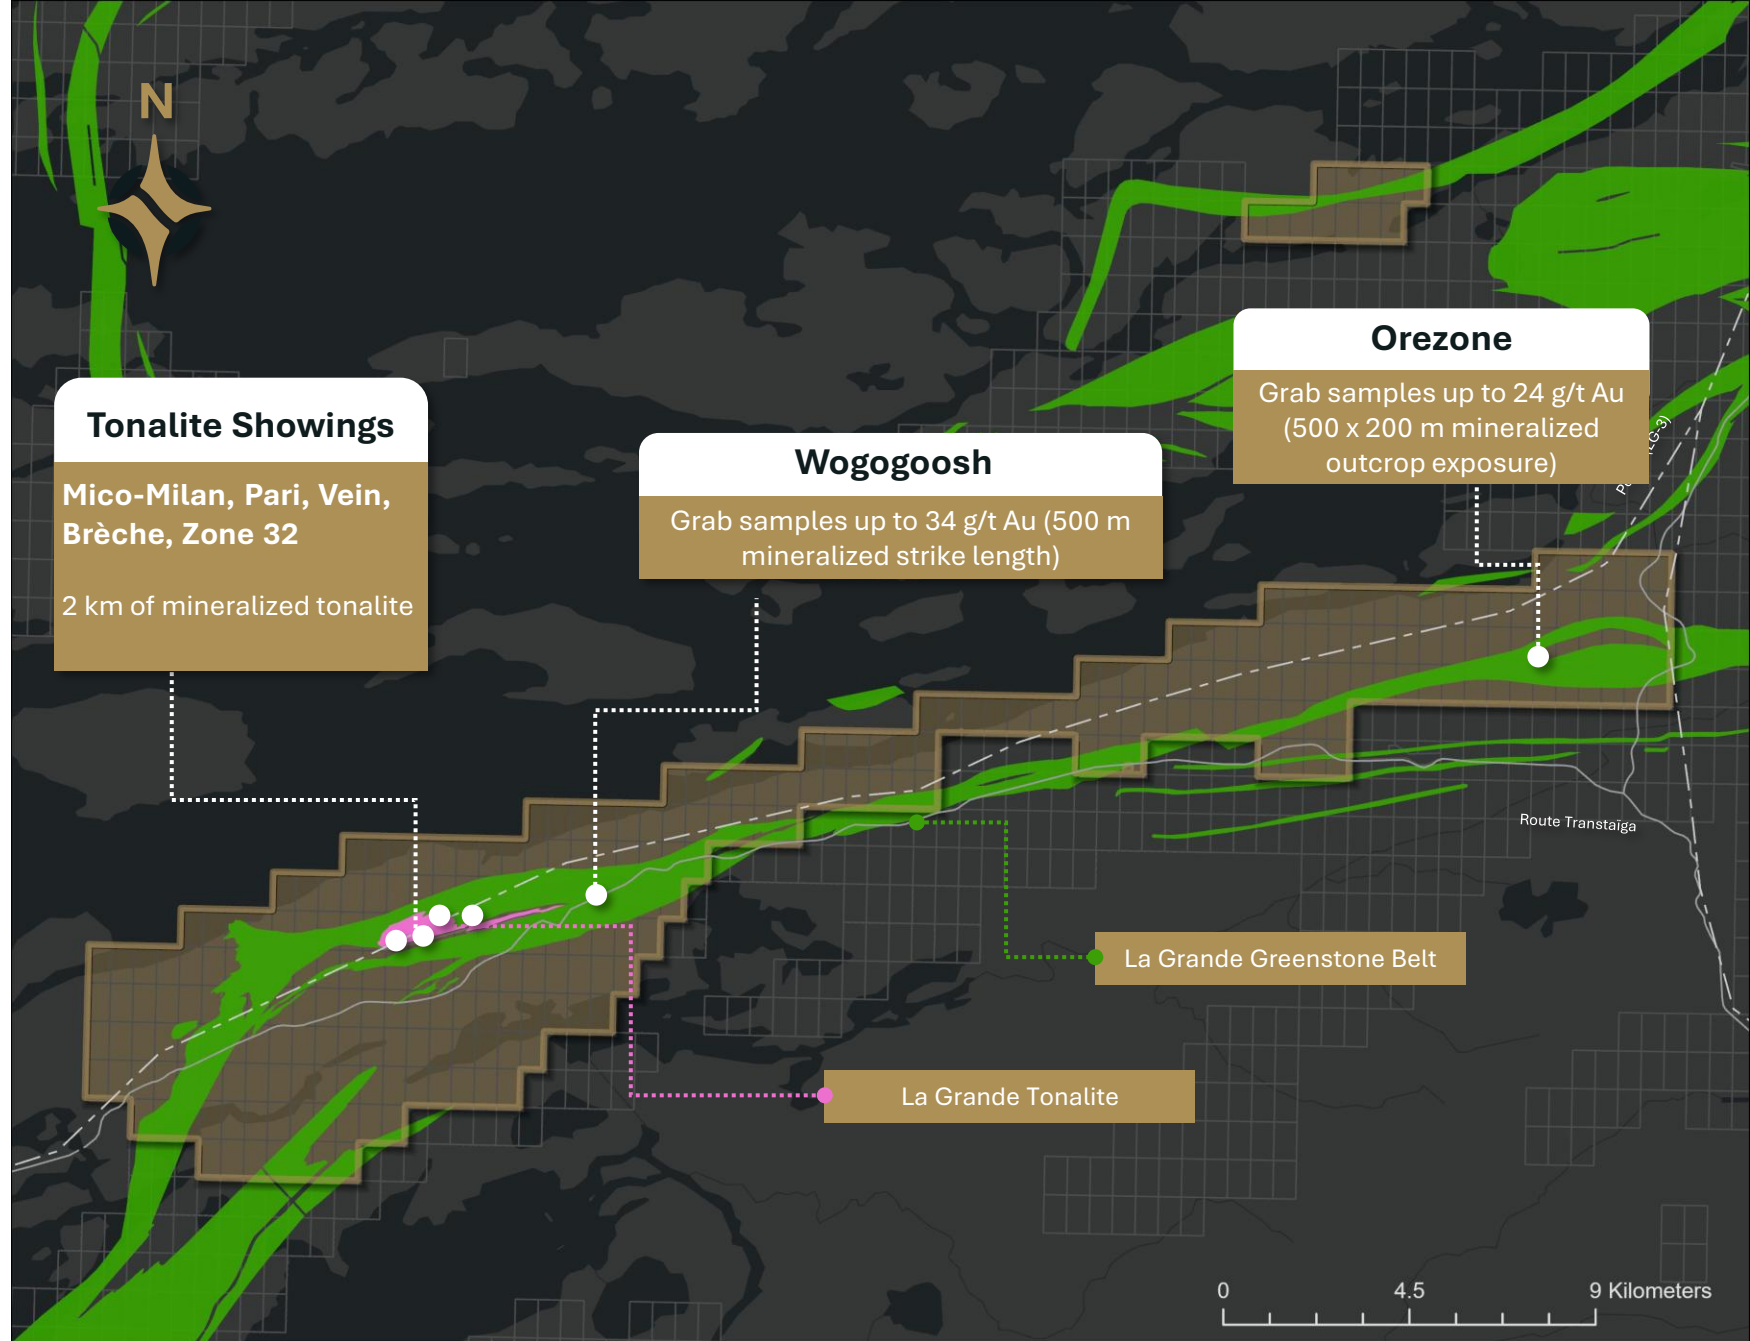 N
Orezone
Grab samples up to 24 g/t Au
(500 x 200 m mineralized
outcrop exposure)
Tonalite Showings
Mico-Milan, Pari, Vein,
Brèche, Zone 32
2 km of mineralized tonalite
Wogogoosh
Grab samples up to 34 g/t Au (500 m
mineralized strike length)
LG-3)
Route Transtaïga
La Grande Greenstone Belt
La Grande Tonalite
0 4.5 9 Kilometers